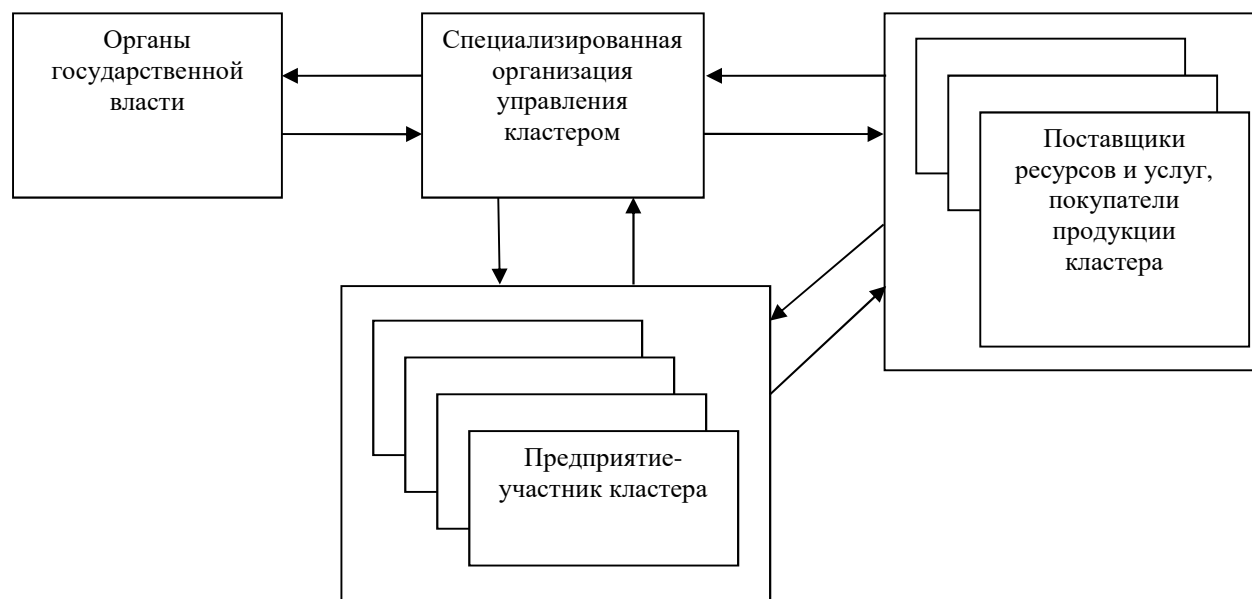 Органы
государственной
власти
Специализированная
организация
управления
кластером
Поставщики
ресурсов и услуг,
покупатели
продукции
кластера
Предприятие-
участник кластера